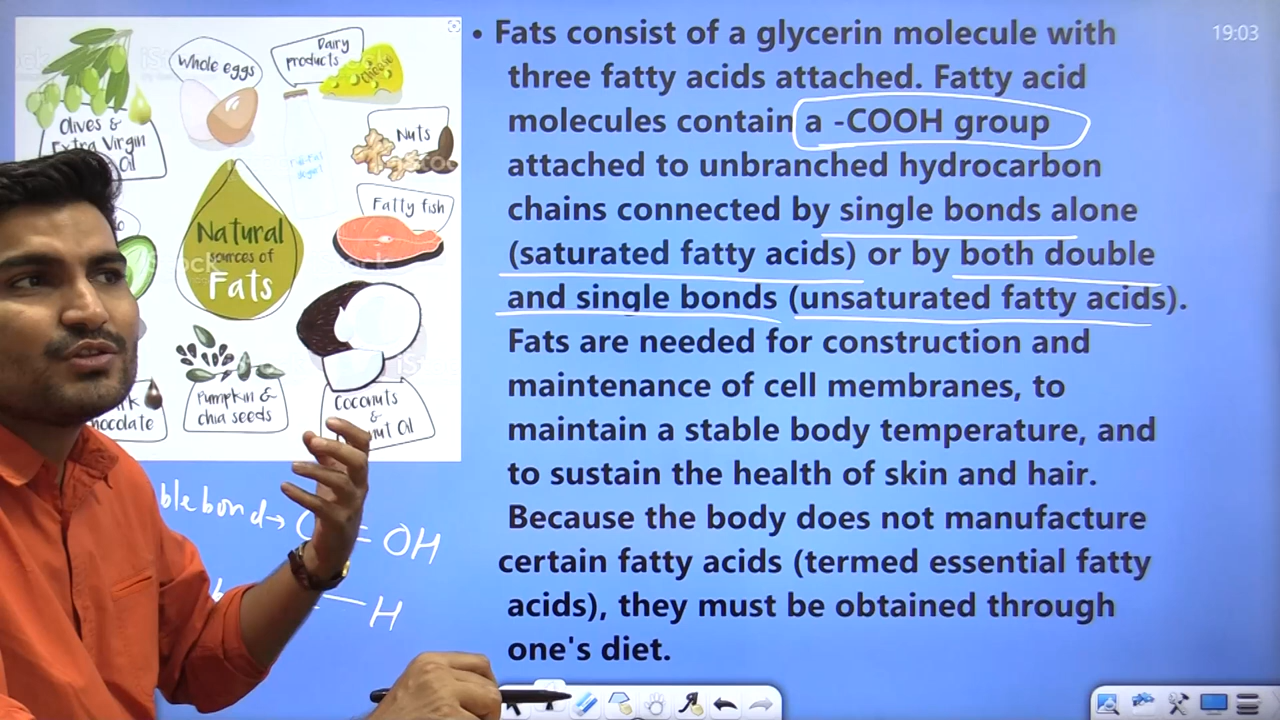 19:03
Olives &
Extra Virgin
Oil
Whole eggs
Dairy
products
Cheese
Nuts
Fatty fish
Natural
sources of
Fats
Pumpkin &
chia seeds
Coconuts
&
nut Oil
hocolate
ble bond → C = OH
— H
• Fats consist of a glycerin molecule with
three fatty acids attached. Fatty acid
molecules contain a -COOH group
attached to unbranched hydrocarbon
chains connected by single bonds alone
(saturated fatty acids) or by both double
and single bonds (unsaturated fatty acids).
Fats are needed for construction and
maintenance of cell membranes, to
maintain a stable body temperature, and
to sustain the health of skin and hair.
Because the body does not manufacture
certain fatty acids (termed essential fatty
acids), they must be obtained through
one's diet.